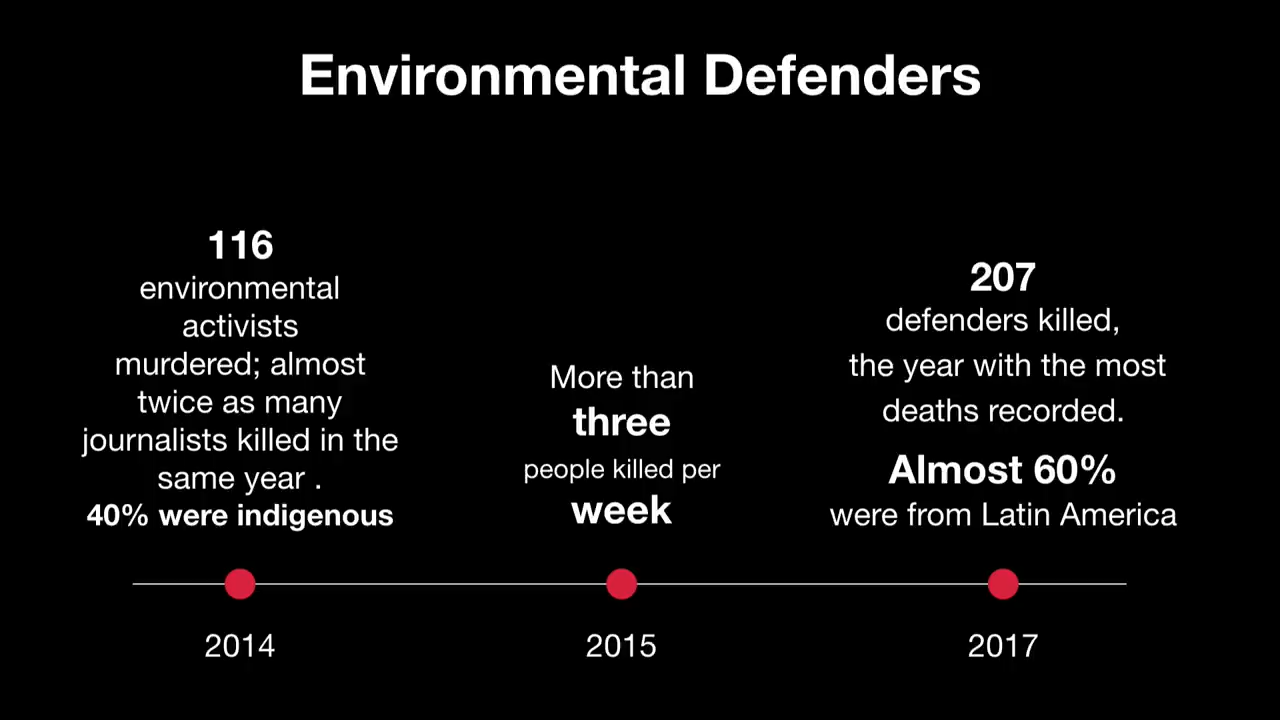 Environmental Defenders
116
environmental
activists
murdered; almost
twice as many
journalists killed in the
same year .
40% were indigenous
2014
More than
three
people killed per
week
2015
207
defenders killed,
the year with the most
deaths recorded.
Almost 60%
were from Latin America
2017